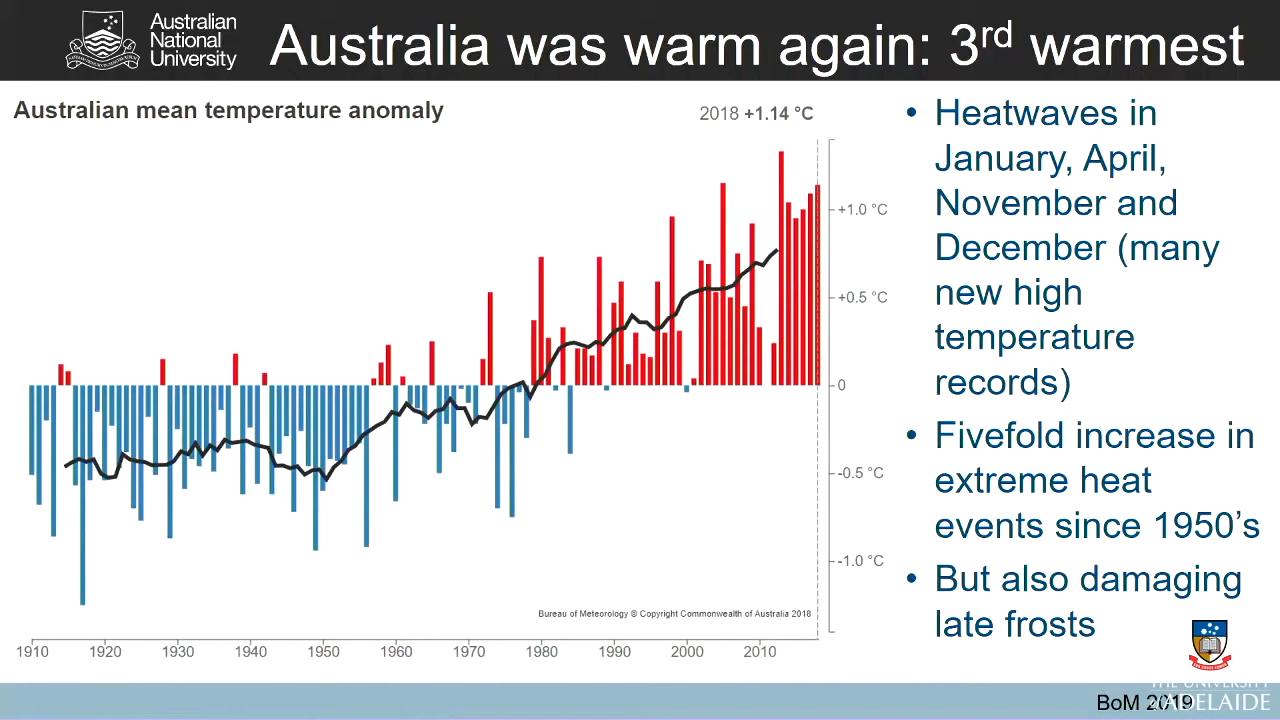 Australian
National
University
Australia was warm again: 3rd warmest
Australian mean temperature anomaly
2018 +1.14 °C
+1.0 °C
+0.5 °C
0
-0.5 °C
-1.0 °C
Bureau of Meteorology © Copyright Commonwealth of Australia 2018
1910 1920 1930 1940 1950 1960 1970 1980 1990 2000 2010
• Heatwaves in
January, April,
November and
December (many
new high
temperature
records)
• Fivefold increase in
extreme heat
events since 1950’s
• But also damaging
late frosts
THE UNIVERSITY
ADELAIDE
BoM 2019